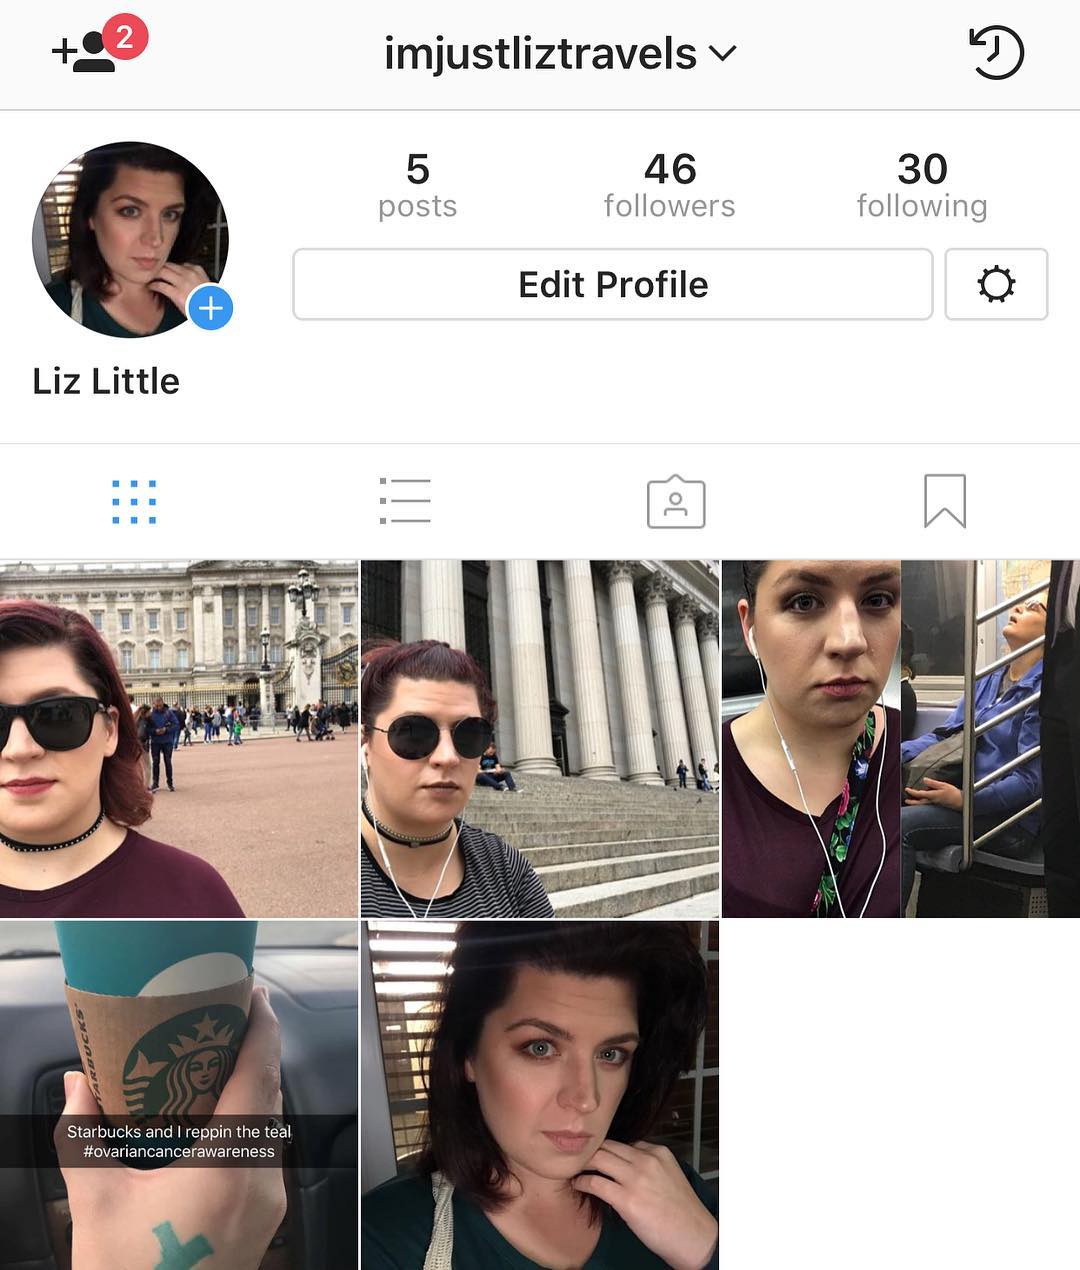 2
imjustliztravels
5
46
30
posts
followers
following
Edit Profile
Liz Little
STARBUCKS
Starbucks and I reppin the teal
#ovariancancerawareness